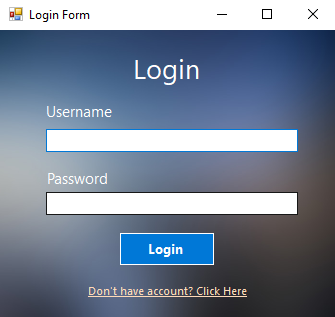 Login Form
Login
Username
Password
Login
Don't have account? Click Here